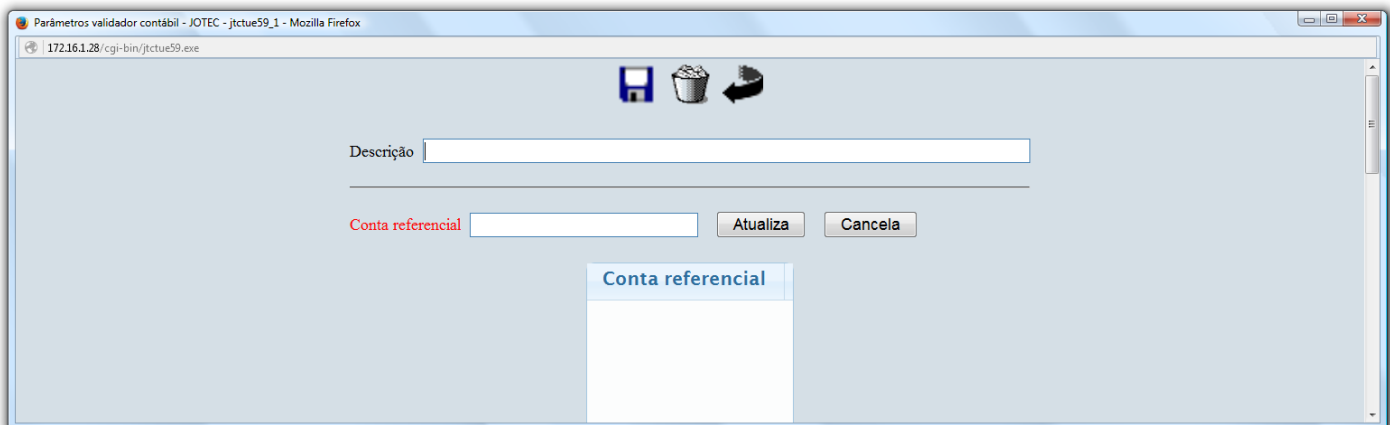 Parâmetros validador contábil - JOTEC - jtctue59_1 - Mozilla Firefox
172.16.1.28/cgi-bin/jtctue59.exe
Descrição
Conta referencial Atualiza Cancela
Conta referencial